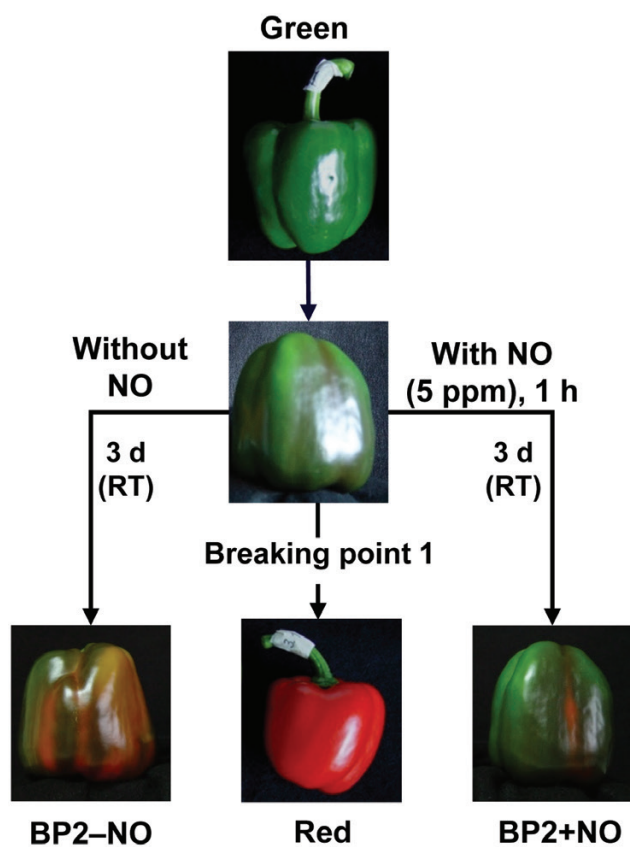 Green
Without
NO
With NO
(5 ppm), 1 h
3 d
(RT)
3 d
(RT)
Breaking point 1
BP2–NO
Red
BP2+NO